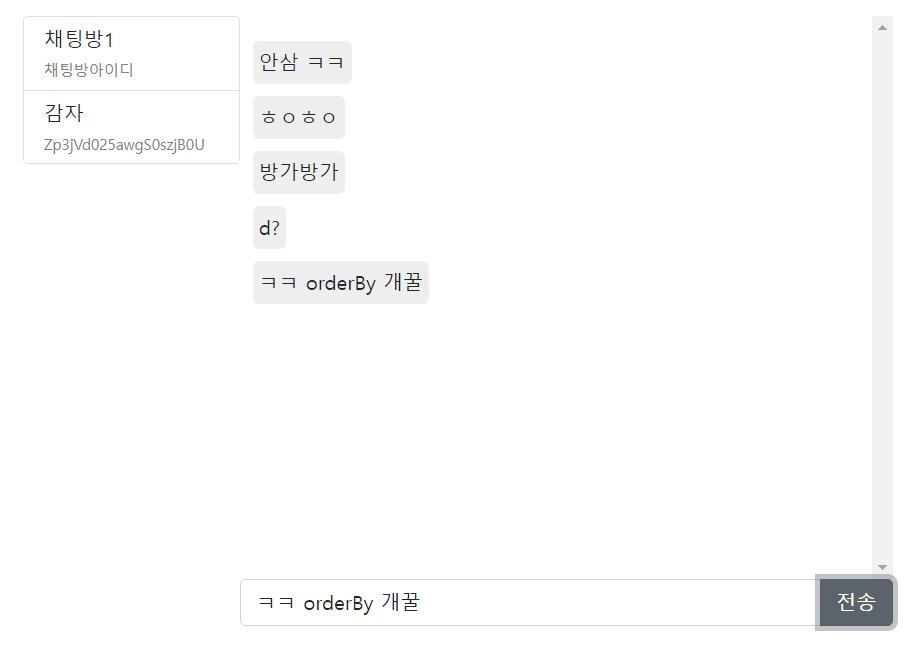 채팅방1
채팅방아이디
감자
Zp3jVd025awgS0szjB0U
안삼 ㅋㅋ
ㅎㅇㅎㅇ
방가방가
d?
ㅋㅋ orderBy 개꿀
ㅋㅋ orderBy 개꿀
전송